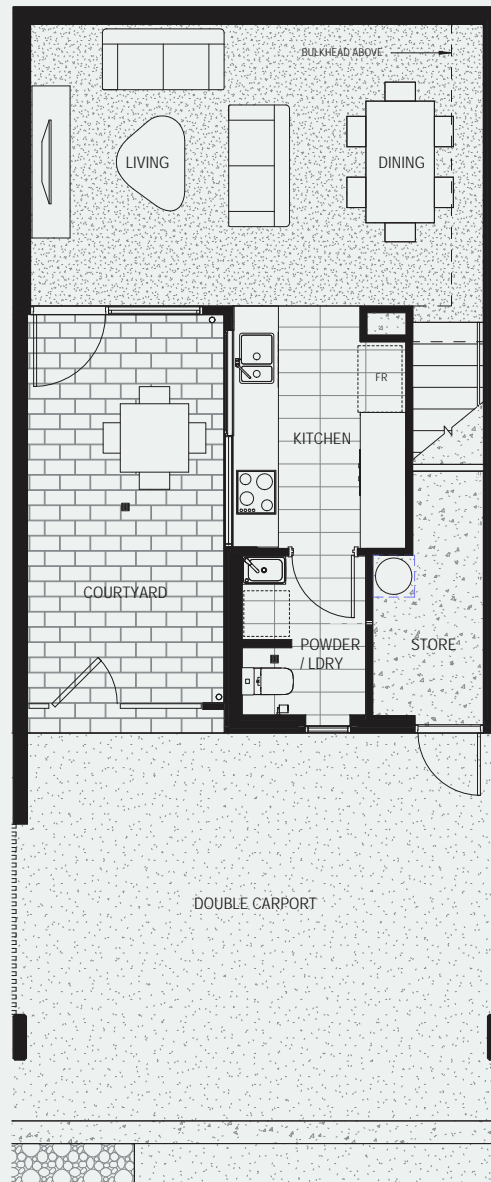 BULKHEAD ABOVE
LIVING
DINING
FR
KITCHEN
COURTYARD
POWDER
/ LDRY
STORE
DOUBLE CARPORT